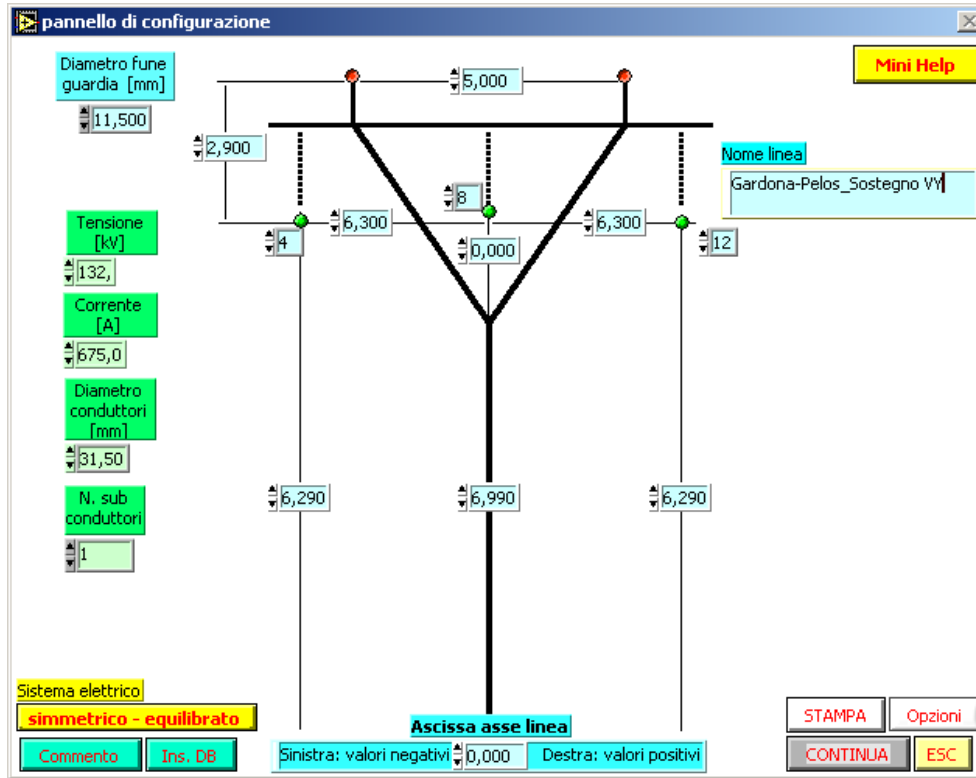 pannello di configurazione
Diametro fune
guardia [mm]
11,500
5,000
Mini Help
2,900
Nome linea
Gardona-Pelos_Sostegno VY
8
6,300
6,300
4
0,000
12
Tensione
[kV]
132,
Corrente
[A]
675,0
Diametro
conduttori
[mm]
31,50
N. sub
conduttori
1
6,290
6,990
6,290
Sistema elettrico
simmetrico - equilibrato
Commento
Ins. DB
Ascissa asse linea
Sinistra: valori negativi
0,000
Destra: valori positivi
STAMPA
Opzioni
CONTINUA
ESC